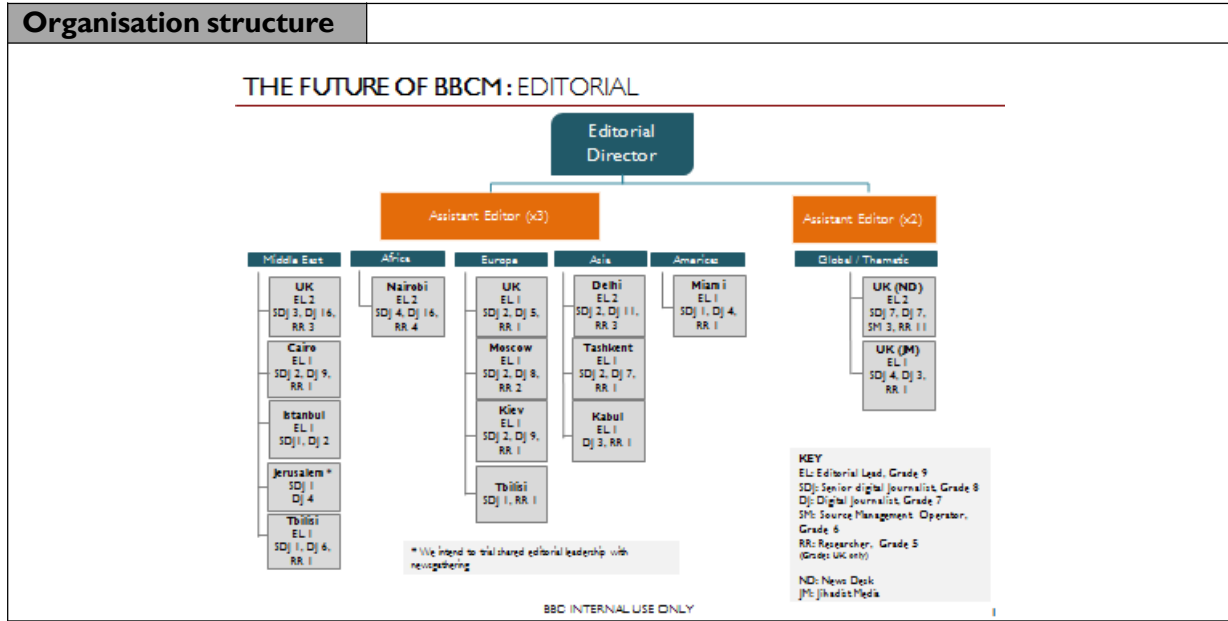 Organisation structure
THE FUTURE OF BBCM: EDITORIAL
Editorial
Director
Assistant Editor (x3)
Assistant Editor (x2)
Middle East
Africa
Europe
Asia
Americas
Global / Thematic
UK
EL 2
SDJ 3, DJ 16,
RR 3
Cairo
EL 1
SDJ 2, DJ 9,
RR 1
Istanbul
EL 1
SDJ1, DJ 2
Jerusalem *
SDJ 1
DJ 4
Tbilisi
EL 1
SDJ 1, DJ 6,
RR 1
Nairobi
EL 2
SDJ 4, DJ 16,
RR 4
UK
EL 1
SDJ 2, DJ 5,
RR 1
Moscow
EL 1
SDJ 2, DJ 8,
RR 2
Kiev
EL 1
SDJ 2, DJ 9,
RR 1
Tbilisi
SDJ 1, RR 1
Delhi
EL 2
SDJ 2, DJ 11,
RR 3
Tashkent
EL 1
SDJ 2, DJ 7,
RR 1
Kabul
EL 1
DJ 3, RR 1
Miami
EL 1
SDJ 1, DJ 4,
RR 1
UK (ND)
EL 2
SDJ 7, DJ 7,
SM 3, RR 11
UK (JM)
EL 1
SDJ 4, DJ 3,
RR 1
* We intend to trial shared editorial leadership with
newsgathering
KEY
EL: Editorial Lead, Grade 9
SDJ: Senior digital Journalist, Grade 8
DJ: Digital Journalist, Grade 7
SM: Source Management Operator,
Grade 6
RR: Researcher, Grade 5
(Grades UK only)
ND: News Desk
JM: Jihadist Media
BBC INTERNAL USE ONLY
1